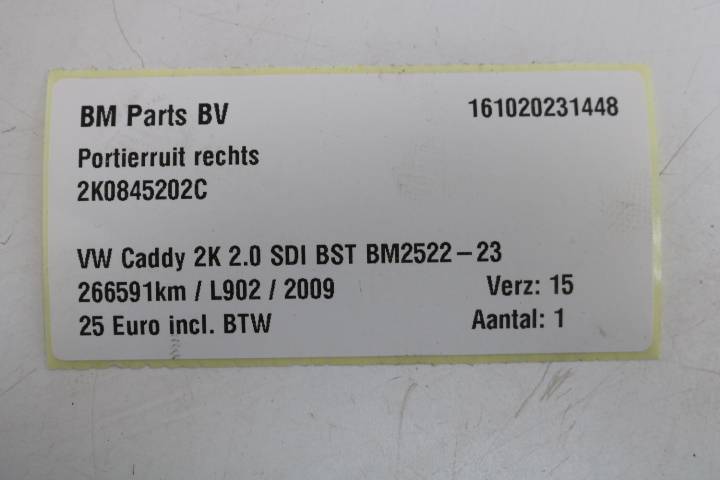 BM Parts BV 161020231448
Portierruit rechts
2K0845202C
VW Caddy 2K 2.0 SDI BST BM2522-23
266591km / L902 / 2009 Verz: 15
25 Euro incl. BTW Aantal: 1